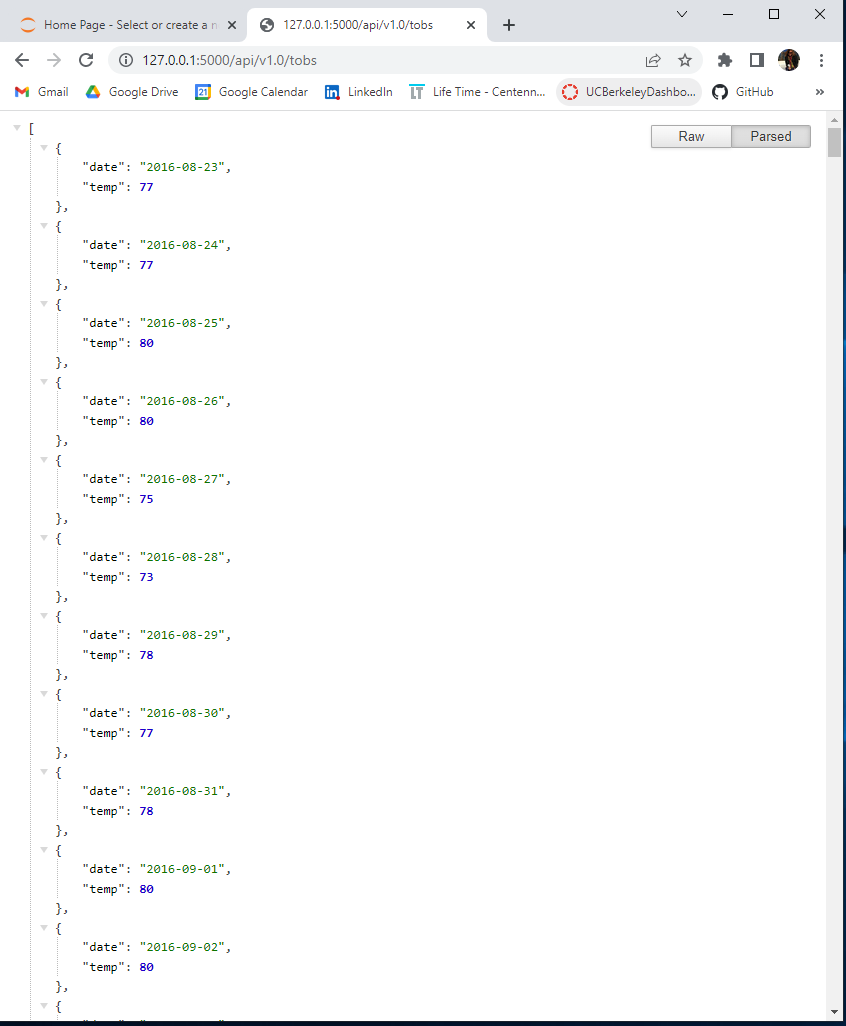 Home Page - Select or create a n
127.0.0.1:5000/api/v1.0/tobs
127.0.0.1:5000/api/v1.0/tobs
Gmail
Google Drive
21
Google Calendar
in
LinkedIn
LT
Life Time - Centenn...
UCBerkeleyDashbo...
GitHub
»
Raw
Parsed
[
{
"date": "2016-08-23",
"temp": 77
},
{
"date": "2016-08-24",
"temp": 77
},
{
"date": "2016-08-25",
"temp": 80
},
{
"date": "2016-08-26",
"temp": 80
},
{
"date": "2016-08-27",
"temp": 75
},
{
"date": "2016-08-28",
"temp": 73
},
{
"date": "2016-08-29",
"temp": 78
},
{
"date": "2016-08-30",
"temp": 77
},
{
"date": "2016-08-31",
"temp": 78
},
{
"date": "2016-09-01",
"temp": 80
},
{
"date": "2016-09-02",
"temp": 80
},
{